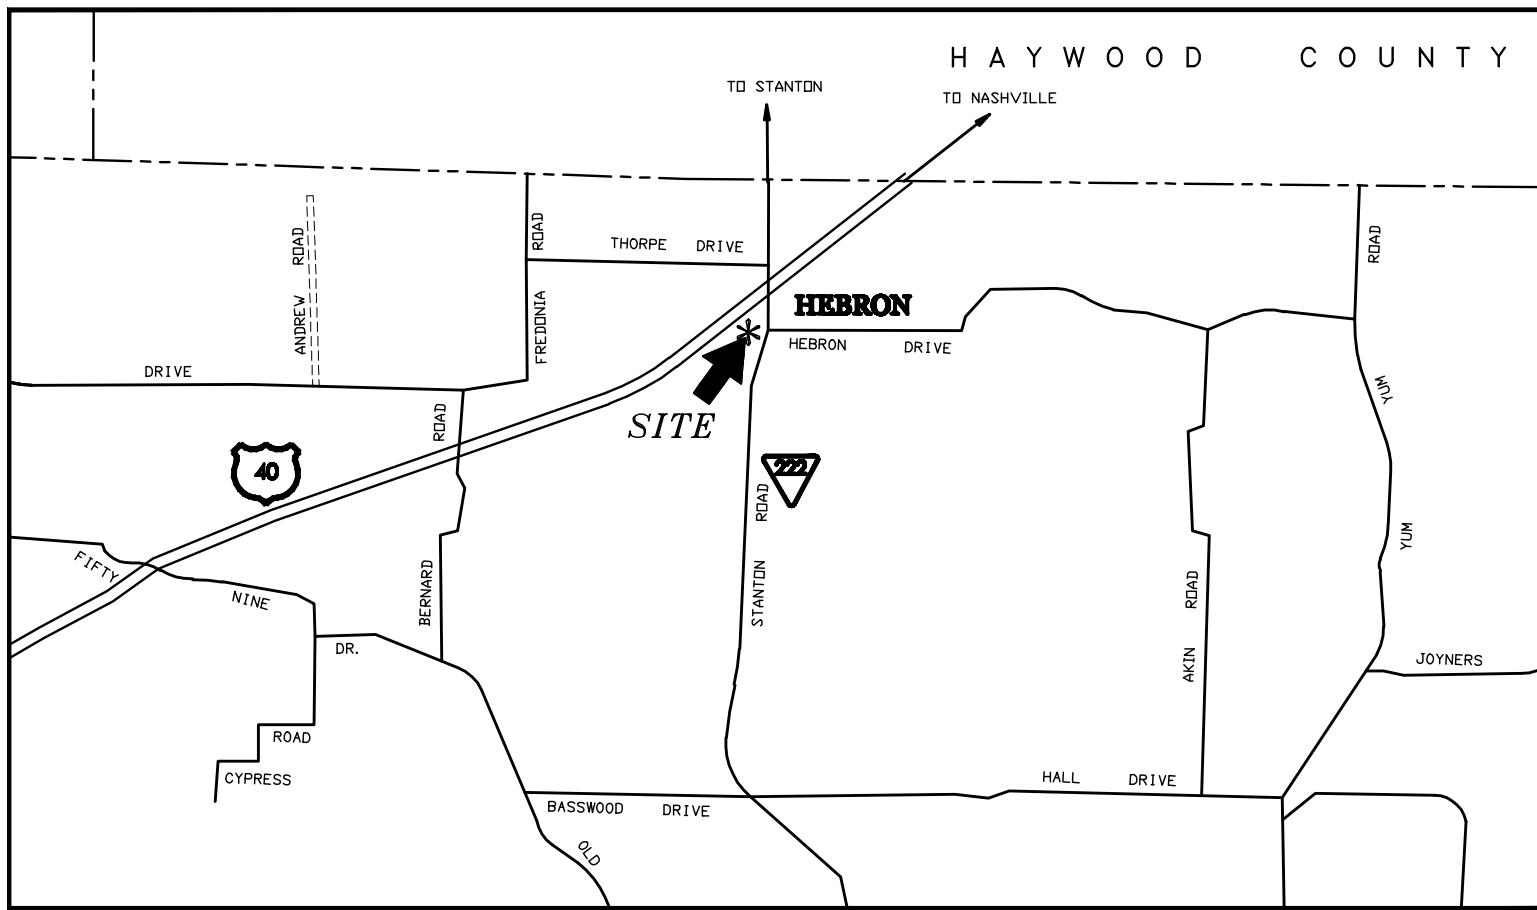 HAYWOOD COUNTY
TO STANTON
TO NASHVILLE
ROAD
THORPE DRIVE
ROAD
ANDREW ROAD
FREDONIA
HEBRON
HEBRON DRIVE
DRIVE
SITE
YUM
ROAD
40
222
ROAD
STANTON
YUM
FIFTY
NINE
BERNARD
ROAD
AKIN
DR.
JOYNERS
ROAD
CYPRESS
HALL DRIVE
BASSWOOD DRIVE
OLD